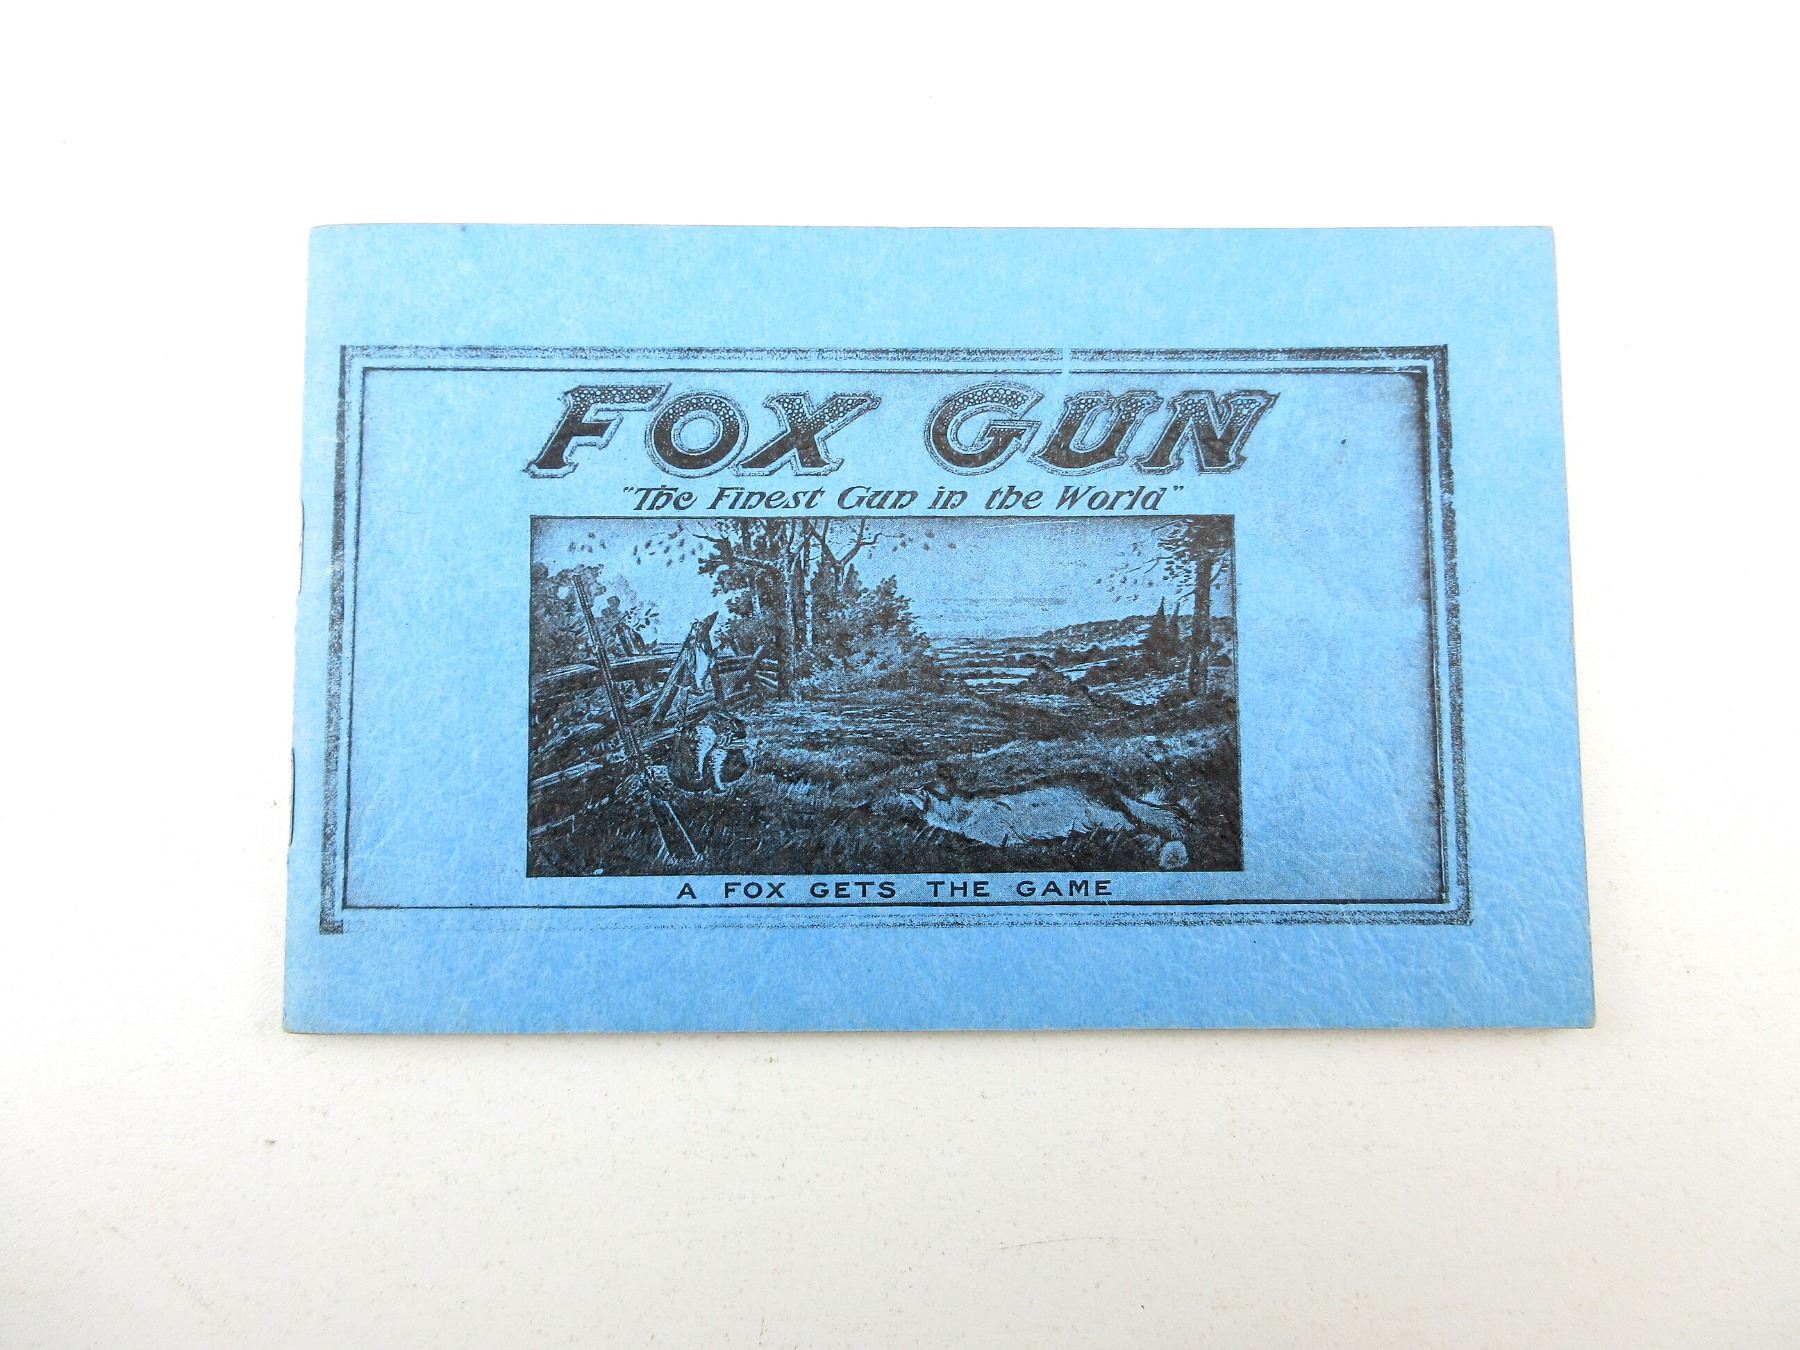 FOX GUN
"The Finest Gun in the World"
A FOX GETS THE GAME